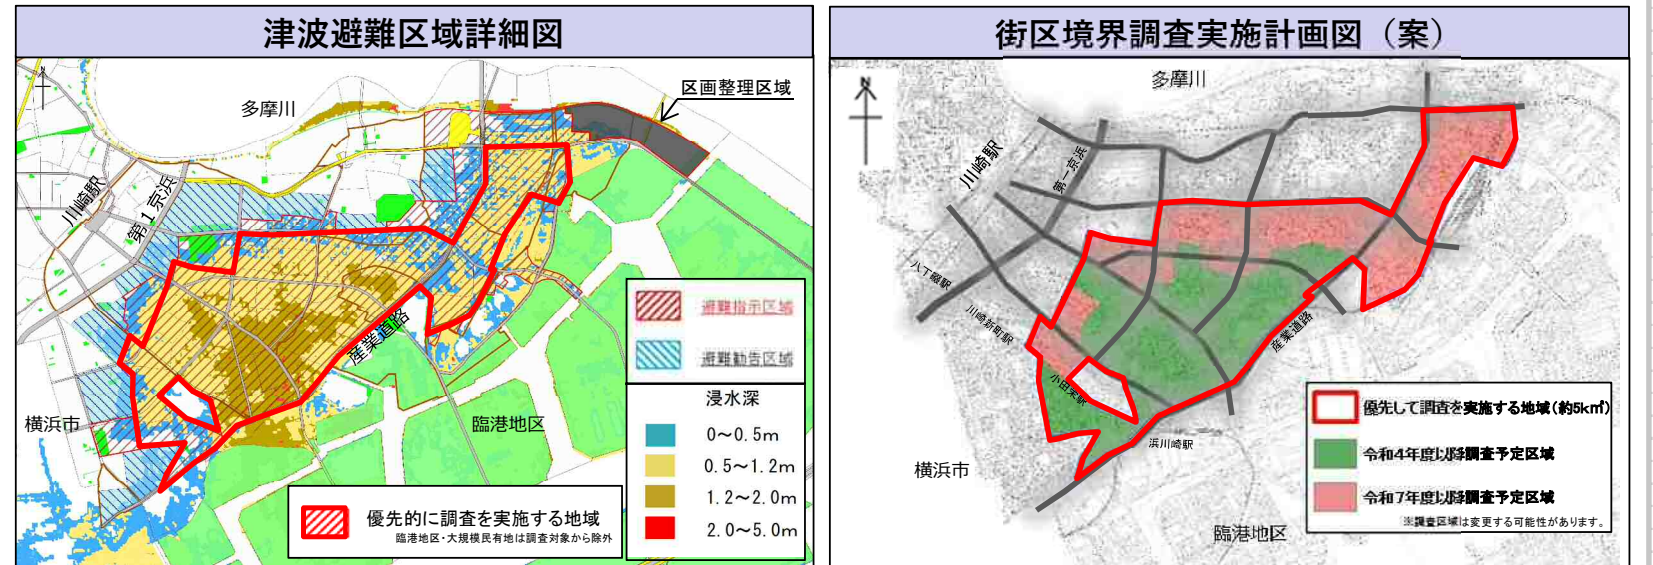 津波避難区域詳細図
N
多摩川
区画整理区域
川崎駅
第1京浜
産業道路
横浜市
臨港地区
避難指示区域
避難勧告区域
浸水深
0～0.5m
0.5～1.2m
1.2～2.0m
2.0～5.0m
優先的に調査を実施する地域
臨港地区・大規模民有地は調査対象から除外
街区境界調査実施計画図（案）
N
多摩川
川崎駅
第一京浜
八丁畷駅
川崎新町駅
小田栄駅
産業道路
浜川崎駅
横浜市
臨港地区
優先して調査を実施する地域(約5k㎡)
令和4年度以降調査予定区域
令和7年度以降調査予定区域
※調査区域は変更する可能性があります。